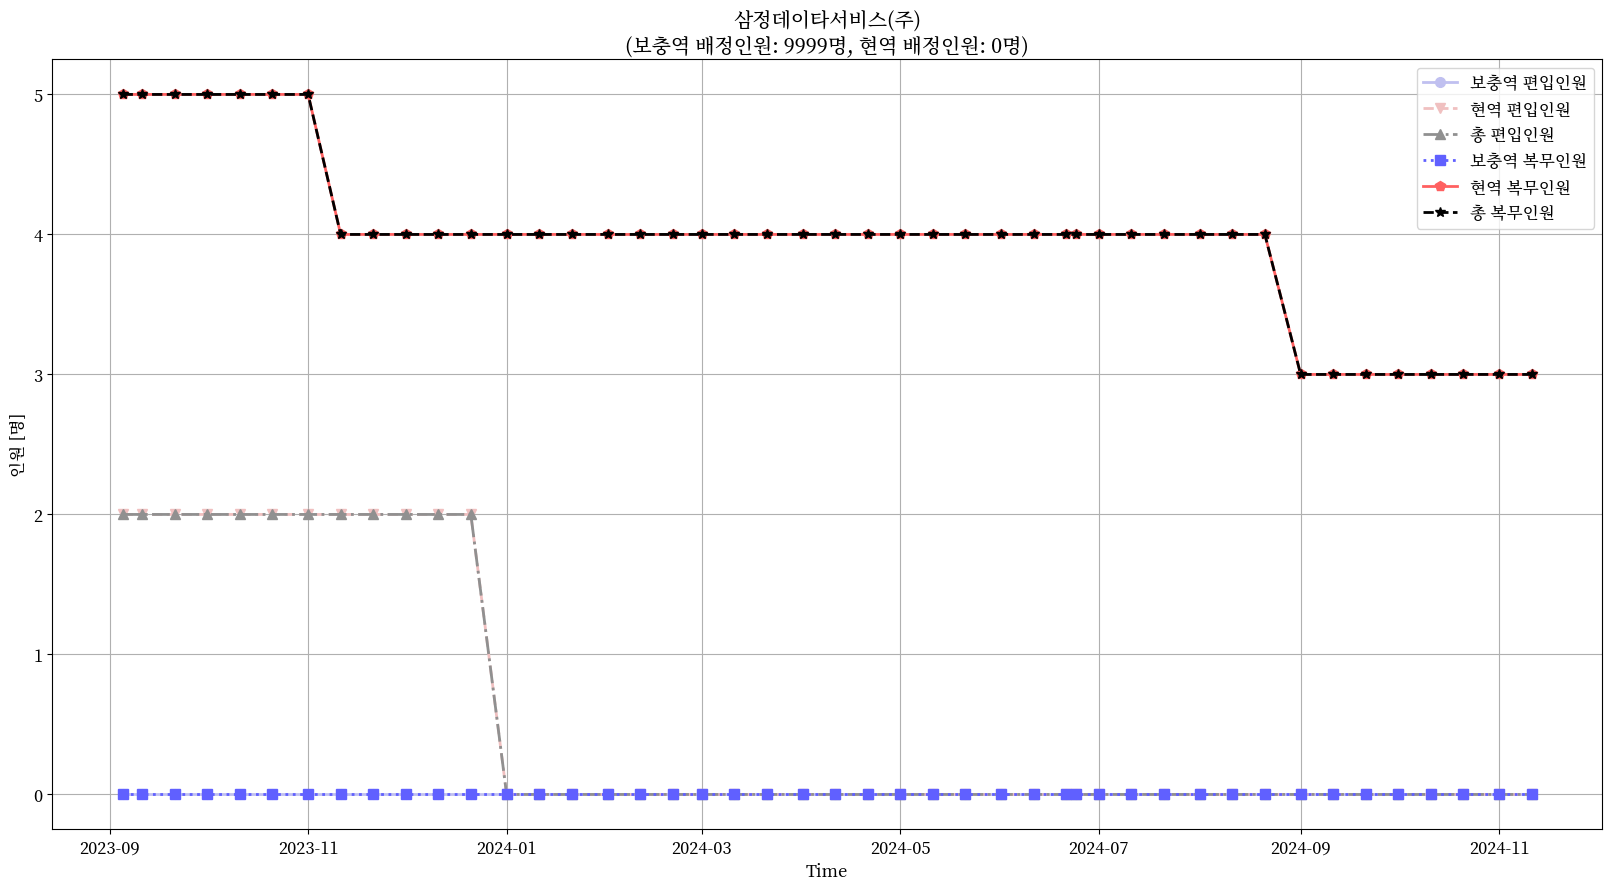 삼정데이타서비스(주)
(보충역 배정인원: 9999명, 현역 배정인원: 0명)
보충역 편입인원
현역 편입인원
총 편입인원
보충역 복무인원
현역 복무인원
총 복무인원
5
4
3
2
1
0
인원 [명]
2023-09
2023-11
2024-01
2024-03
2024-05
2024-07
2024-09
2024-11
Time